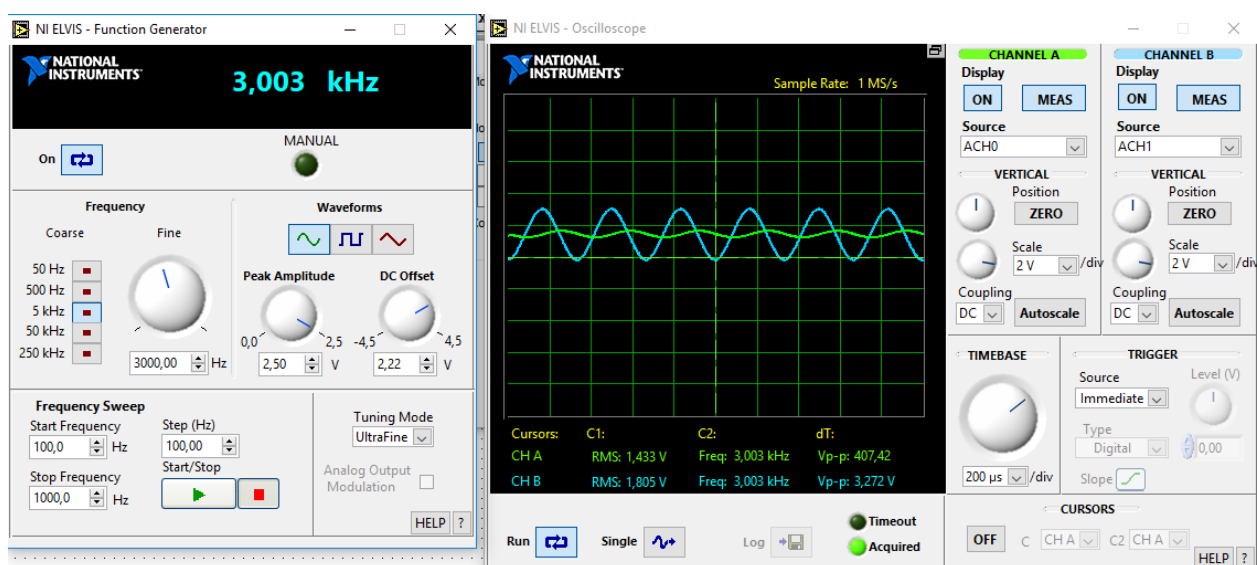 NI ELVIS - Function Generator
NATIONAL
INSTRUMENTS
3,003 kHz
MANUAL
On
Frequency
Coarse
Fine
50 Hz
500 Hz
5 kHz
50 kHz
250 kHz
3000,00 Hz
Waveforms
Peak Amplitude
DC Offset
0,0 2,5
-4,5 4,5
2,50 V
2,22 V
Frequency Sweep
Start Frequency
100,0 Hz
Step (Hz)
100,00
Stop Frequency
1000,0 Hz
Start/Stop
Tuning Mode
UltraFine
Analog Output
Modulation
HELP ?
NI ELVIS - Oscilloscope
NATIONAL
INSTRUMENTS
Sample Rate: 1 MS/s
Cursors: C1: C2: dT:
CH A RMS: 1,433 V Freq: 3,003 kHz Vp-p: 407,42
CH B RMS: 1,805 V Freq: 3,003 kHz Vp-p: 3,272 V
Run
Single
Log
Timeout
Acquired
CHANNEL A
Display
ON MEAS
Source
ACH0
VERTICAL
Position
ZERO
Scale
2 V /div
Coupling
DC Autoscale
CHANNEL B
Display
ON MEAS
Source
ACH1
VERTICAL
Position
ZERO
Scale
2 V /div
Coupling
DC Autoscale
TIMEBASE
200 µs /div
TRIGGER
Source
Immediate
Level (V)
Type
Digital
0,00
Slope
CURSORS
OFF C CH A C2 CH A
HELP ?